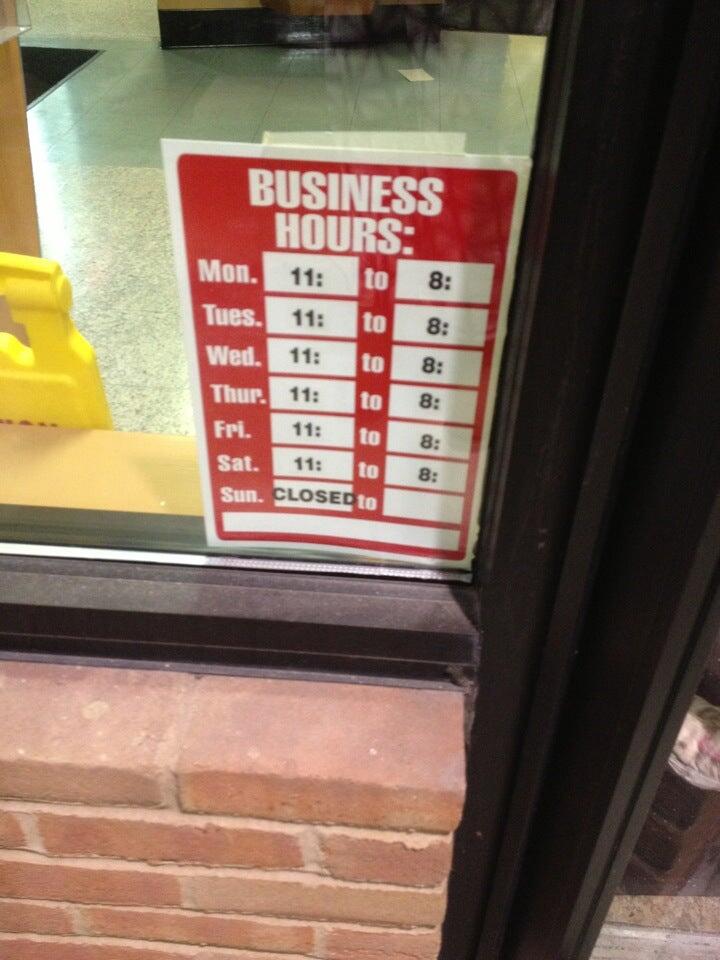 BUSINESS
HOURS:
Mon. 11: to 8:
Tues. 11: to 8:
Wed. 11: to 8:
Thur. 11: to 8:
Fri. 11: to 8:
Sat. 11: to 8:
Sun. CLOSED to